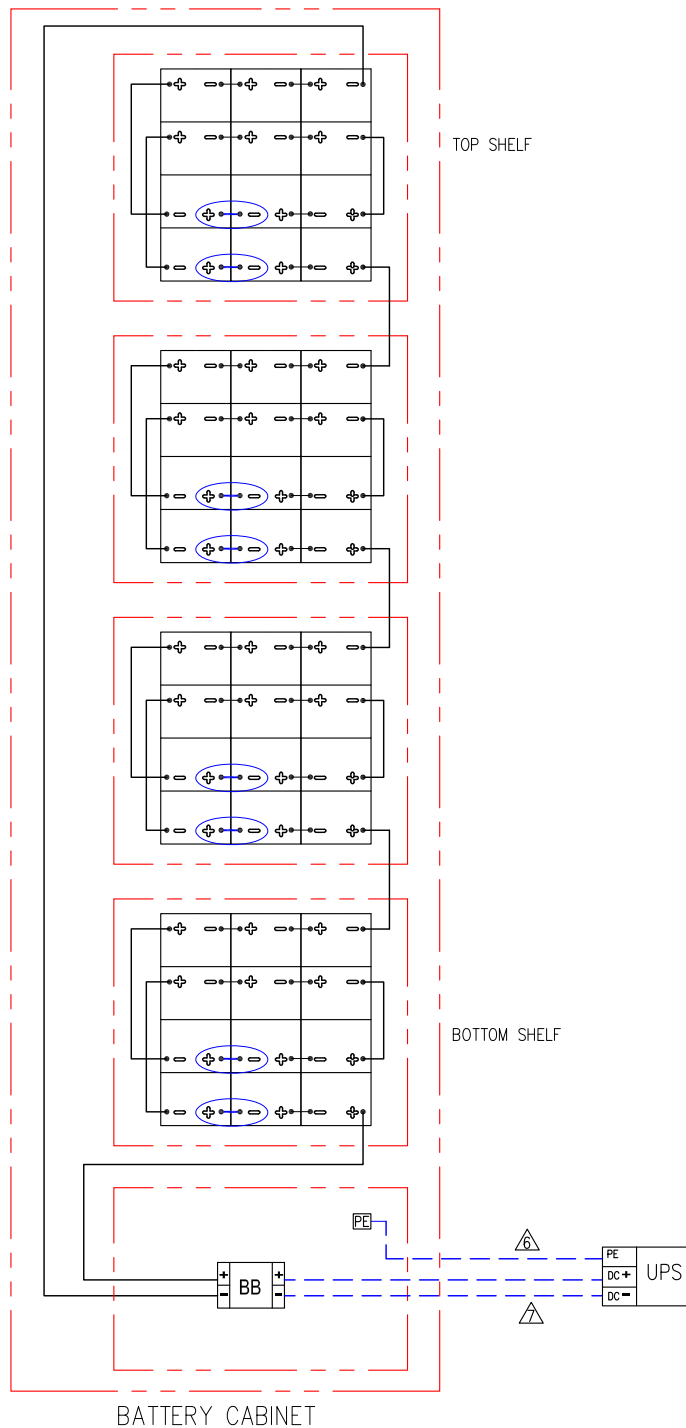 TOP SHELF
BOTTOM SHELF
PE
6
PE
DC +
DC -
UPS
+ BB +
- -
7
BATTERY CABINET